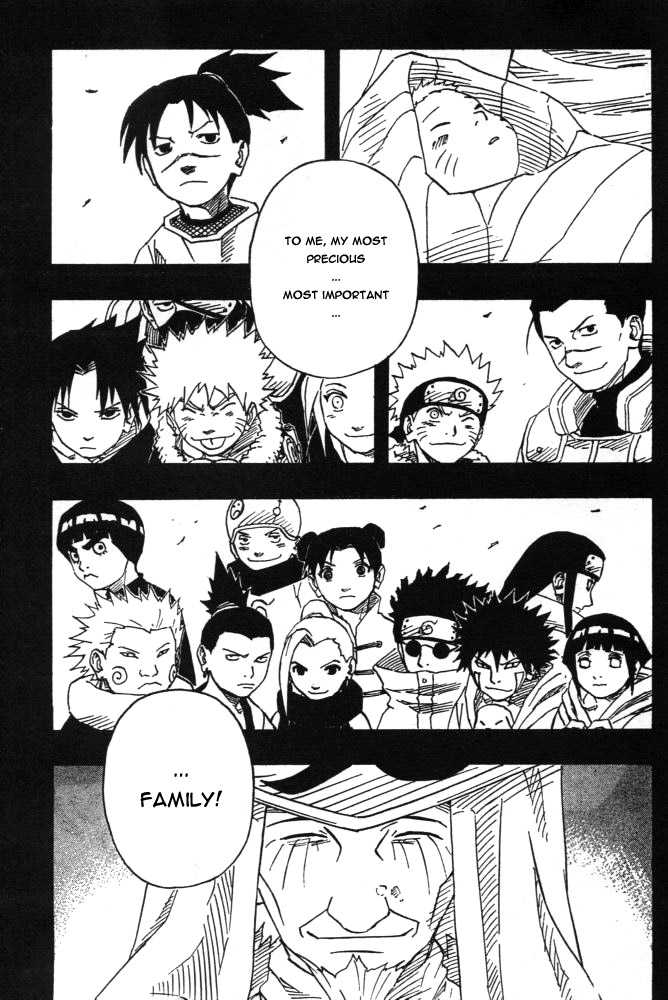 TO ME, MY MOST
PRECIOUS
...
MOST IMPORTANT
...
...
FAMILY!